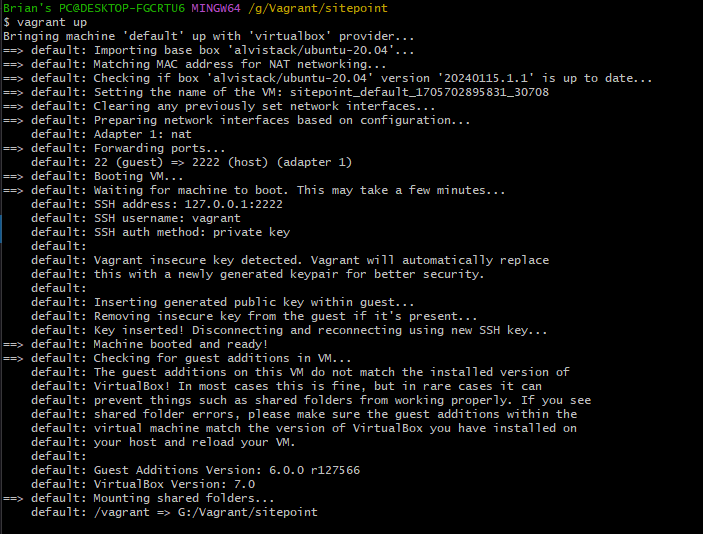 Brian's PC@DESKTOP-FGCRTU6 MINGW64 /g/Vagrant/sitepoint
$ vagrant up
Bringing machine 'default' up with 'virtualbox' provider...
==> default: Importing base box 'alvistack/ubuntu-20.04'...
==> default: Matching MAC address for NAT networking...
==> default: Checking if box 'alvistack/ubuntu-20.04' version '20240115.1.1' is up to date...
==> default: Setting the name of the VM: sitepoint_default_1705702895831_30708
==> default: Clearing any previously set network interfaces...
==> default: Preparing network interfaces based on configuration...
    default: Adapter 1: nat
==> default: Forwarding ports...
    default: 22 (guest) => 2222 (host) (adapter 1)
==> default: Booting VM...
==> default: Waiting for machine to boot. This may take a few minutes...
    default: SSH address: 127.0.0.1:2222
    default: SSH username: vagrant
    default: SSH auth method: private key
    default:
    default: Vagrant insecure key detected. Vagrant will automatically replace
    default: this with a newly generated keypair for better security.
    default:
    default: Inserting generated public key within guest...
    default: Removing insecure key from the guest if it's present...
    default: Key inserted! Disconnecting and reconnecting using new SSH key...
==> default: Machine booted and ready!
==> default: Checking for guest additions in VM...
    default: The guest additions on this VM do not match the installed version of
    default: VirtualBox! In most cases this is fine, but in rare cases it can
    default: prevent things such as shared folders from working properly. If you see
    default: shared folder errors, please make sure the guest additions within the
    default: virtual machine match the version of VirtualBox you have installed on
    default: your host and reload your VM.
    default:
    default: Guest Additions Version: 6.0.0 r127566
    default: VirtualBox Version: 7.0
==> default: Mounting shared folders...
    default: /vagrant => G:/Vagrant/sitepoint